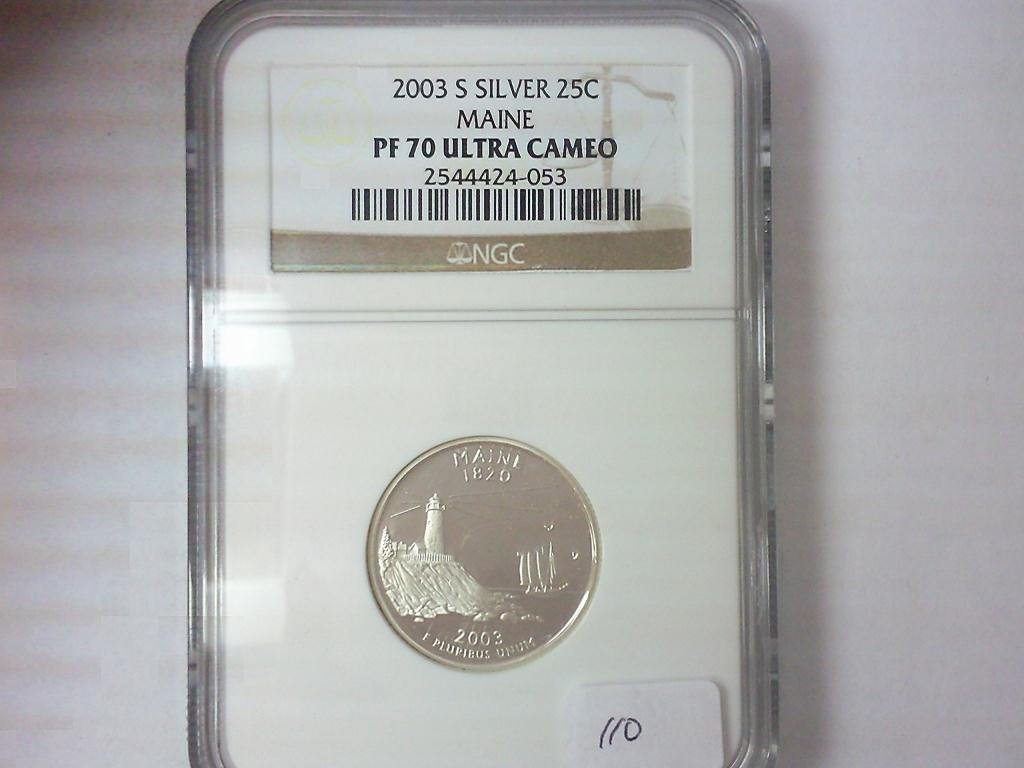 2003 S SILVER 25C
MAINE
PF 70 ULTRA CAMEO
2544424-053
NGC
MAINE
1820
2003
E PLURIBUS UNUM
110